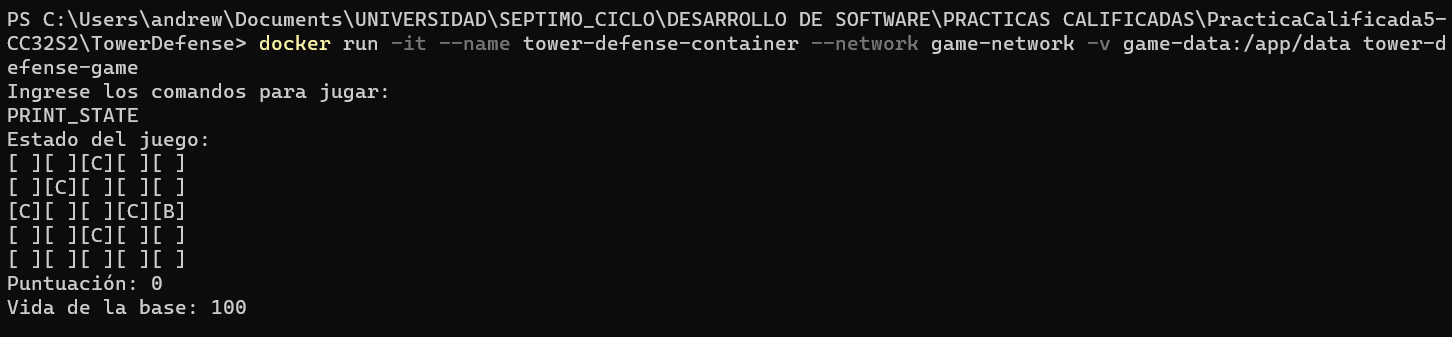 PS C:\Users\andrew\Documents\UNIVERSIDAD\SEPTIMO_CICLO\DESARROLLO DE SOFTWARE\PRACTICAS CALIFICADAS\PracticaCalificada5-
CC32S2\TowerDefense> docker run -it --name tower-defense-container --network game-network -v game-data:/app/data tower-d
efense-game
Ingrese los comandos para jugar:
PRINT_STATE
Estado del juego:
[ ][ ][C][ ][ ]
[ ][C][ ][ ][ ]
[C][ ][ ][C][B]
[ ][ ][C][ ][ ]
[ ][ ][ ][ ][ ]
Puntuación: 0
Vida de la base: 100